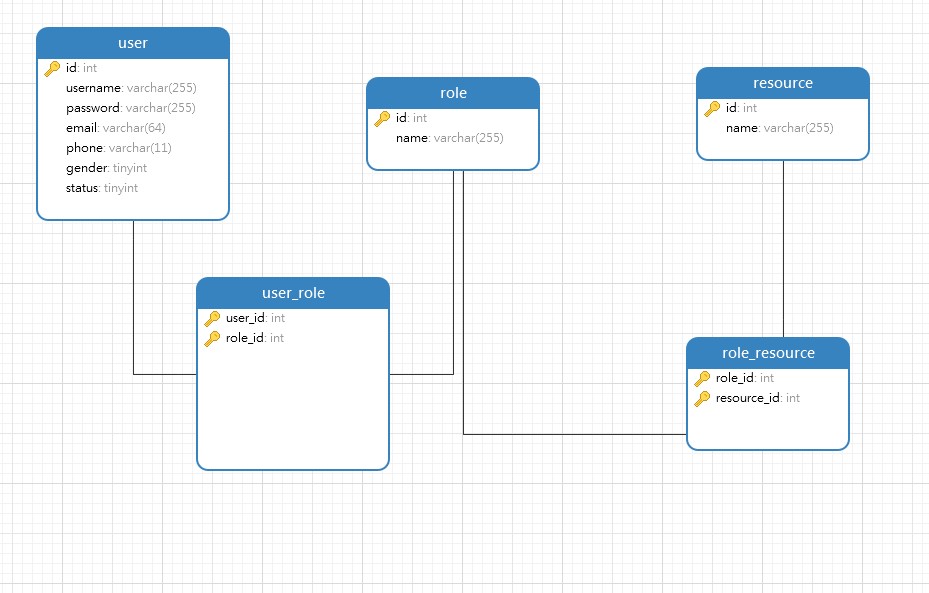 user
id: int
username: varchar(255)
password: varchar(255)
email: varchar(64)
phone: varchar(11)
gender: tinyint
status: tinyint
role
id: int
name: varchar(255)
resource
id: int
name: varchar(255)
user_role
user_id: int
role_id: int
role_resource
role_id: int
resource_id: int